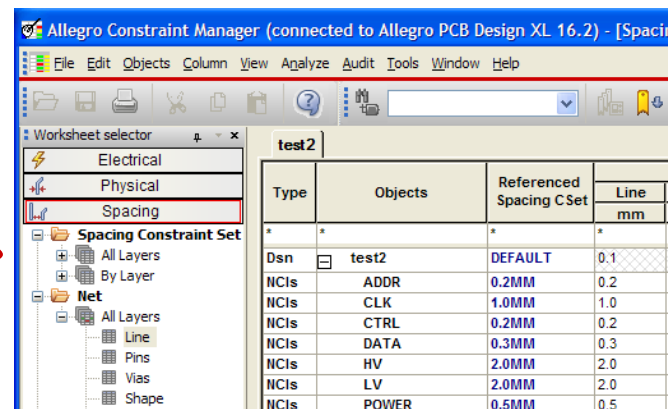 Allegro Constraint Manager (connected to Allegro PCB Design XL 16.2) - [Spacin
File Edit Objects Column View Analyze Audit Tools Window Help
Worksheet selector
test2
Electrical
Physical
Spacing
Type Objects Referenced Spacing CSet Line
mm
Spacing Constraint Set
* * * *
All Layers
Dsn test2 DEFAULT 0.1
By Layer
NCls ADDR 0.2MM 0.2
Net
NCls CLK 1.0MM 1.0
All Layers
NCls CTRL 0.2MM 0.2
Line
NCls DATA 0.3MM 0.3
Pins
NCls HV 2.0MM 2.0
Vias
NCls LV 2.0MM 2.0
Shape
NCls POWER 0.5MM 0.5